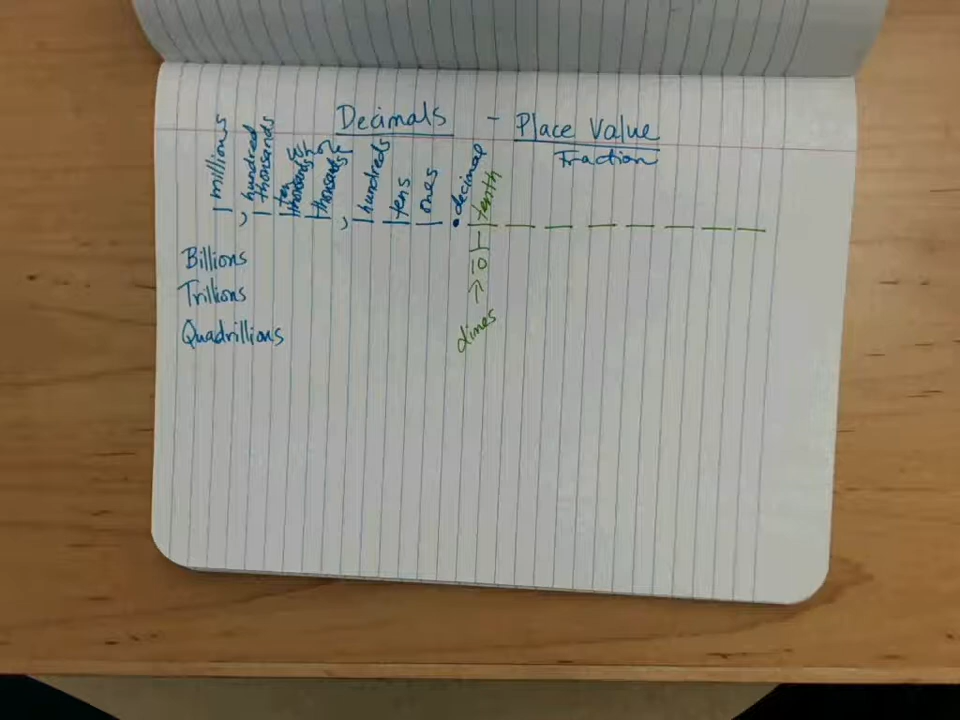 Decimals - Place Value
Fraction
millions
, hundred
thousands
ten
thousands
thousands
,
hundreds
tens
ones
. decimal
tenth
1
10
→
dimes
Billions
Trillions
Quadrillions